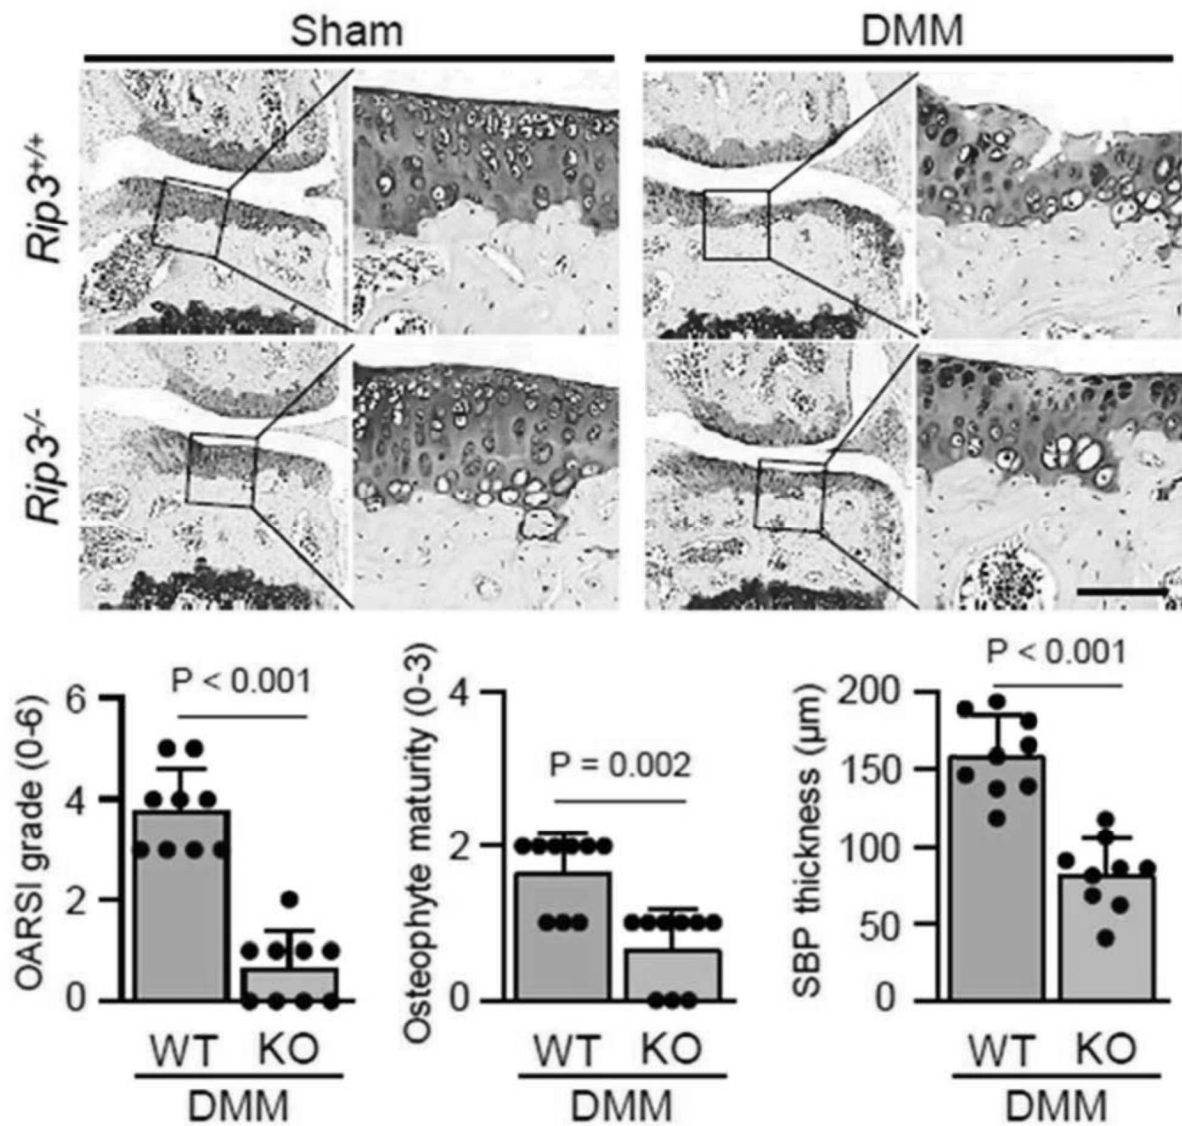 Sham
DMM
Rip3+/+
Rip3-/-
OARSI grade (0-6)
P < 0.001
6
4
2
0
WT KO
DMM
Osteophyte maturity (0-3)
P = 0.002
4
2
0
WT KO
DMM
SBP thickness (µm)
P < 0.001
200
150
100
50
0
WT KO
DMM